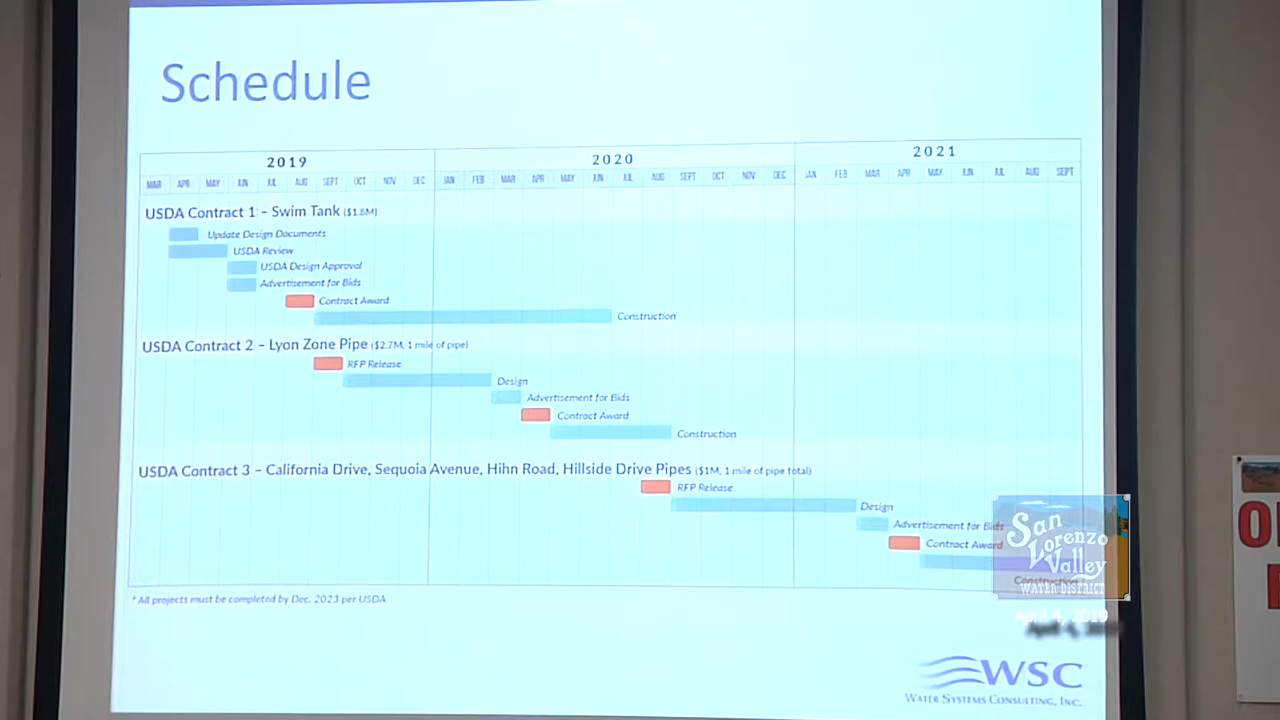 Schedule
2019 2020 2021
MAR APR MAY JUN JUL AUG SEPT OCT NOV DEC JAN FEB MAR APR MAY JUN JUL AUG SEPT OCT NOV DEC JAN FEB MAR APR MAY JUN JUL AUG SEPT
USDA Contract 1 – Swim Tank ($1.8M)
Update Design Documents
USDA Review
USDA Design Approval
Advertisement for Bids
Contract Award
Construction
USDA Contract 2 – Lyon Zone Pipe ($2.7M, 1 mile of pipe)
RFP Release
Design
Advertisement for Bids
Contract Award
Construction
USDA Contract 3 – California Drive, Sequoia Avenue, Hihn Road, Hillside Drive Pipes ($1M, 1 mile of pipe total)
RFP Release
Design
Advertisement for Bids
Contract Award
Construction
* All projects must be completed by Dec. 2023 per USDA
San
Lorenzo
Valley
WATER DISTRICT
April 4, 2019
WSC
WATER SYSTEMS CONSULTING, INC.